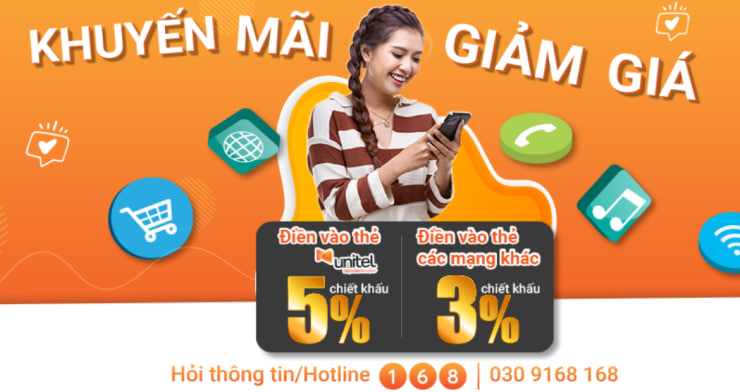 KHUYẾN MÃI GIẢM GIÁ
Điền vào thẻ
unitel
5% chiết khấu
Điền vào thẻ
các mạng khác
3% chiết khấu
Hỏi thông tin/Hotline 168 | 030 9168 168